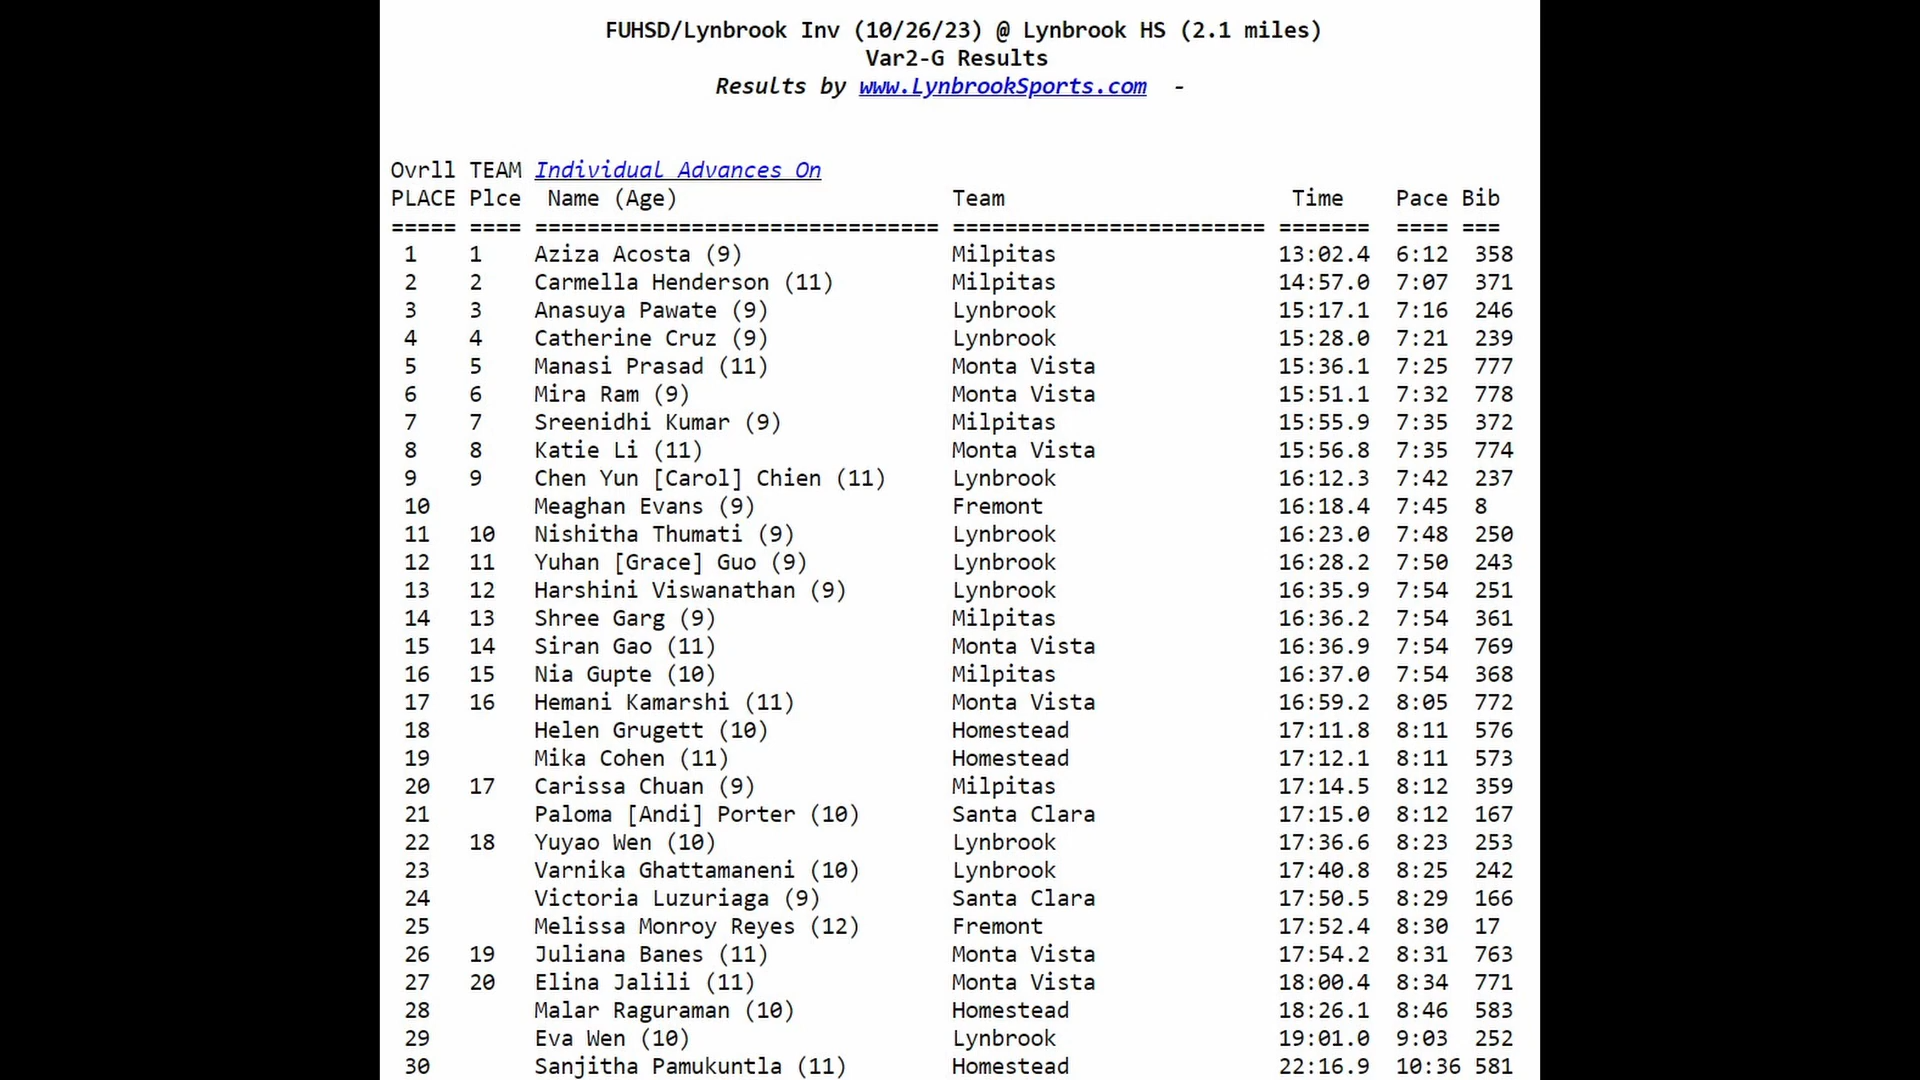 FUHSD/Lynbrook Inv (10/26/23) @ Lynbrook HS (2.1 miles)
Var2-G Results
Results by www.LynbrookSports.com -
Ovrll TEAM Individual Advances On
PLACE Plce Name (Age) Team Time Pace Bib
===== ==== =============================== ======================== ======= ==== ===
1 1 Aziza Acosta (9) Milpitas 13:02.4 6:12 358
2 2 Carmella Henderson (11) Milpitas 14:57.0 7:07 371
3 3 Anasuya Pawate (9) Lynbrook 15:17.1 7:16 246
4 4 Catherine Cruz (9) Lynbrook 15:28.0 7:21 239
5 5 Manasi Prasad (11) Monta Vista 15:36.1 7:25 777
6 6 Mira Ram (9) Monta Vista 15:51.1 7:32 778
7 7 Sreenidhi Kumar (9) Milpitas 15:55.9 7:35 372
8 8 Katie Li (11) Monta Vista 15:56.8 7:35 774
9 9 Chen Yun [Carol] Chien (11) Lynbrook 16:12.3 7:42 237
10 Meaghan Evans (9) Fremont 16:18.4 7:45 8
11 10 Nishitha Thumati (9) Lynbrook 16:23.0 7:48 250
12 11 Yuhan [Grace] Guo (9) Lynbrook 16:28.2 7:50 243
13 12 Harshini Viswanathan (9) Lynbrook 16:35.9 7:54 251
14 13 Shree Garg (9) Milpitas 16:36.2 7:54 361
15 14 Siran Gao (11) Monta Vista 16:36.9 7:54 769
16 15 Nia Gupte (10) Milpitas 16:37.0 7:54 368
17 16 Hemani Kamarshi (11) Monta Vista 16:59.2 8:05 772
18 Helen Grugett (10) Homestead 17:11.8 8:11 576
19 Mika Cohen (11) Homestead 17:12.1 8:11 573
20 17 Carissa Chuan (9) Milpitas 17:14.5 8:12 359
21 Paloma [Andi] Porter (10) Santa Clara 17:15.0 8:12 167
22 18 Yuyao Wen (10) Lynbrook 17:36.6 8:23 253
23 Varnika Ghattamaneni (10) Lynbrook 17:40.8 8:25 242
24 Victoria Luzuriaga (9) Santa Clara 17:50.5 8:29 166
25 Melissa Monroy Reyes (12) Fremont 17:52.4 8:30 17
26 19 Juliana Banes (11) Monta Vista 17:54.2 8:31 763
27 20 Elina Jalili (11) Monta Vista 18:00.4 8:34 771
28 Malar Raguraman (10) Homestead 18:26.1 8:46 583
29 Eva Wen (10) Lynbrook 19:01.0 9:03 252
30 Sanjitha Pamukuntla (11) Homestead 22:16.9 10:36 581